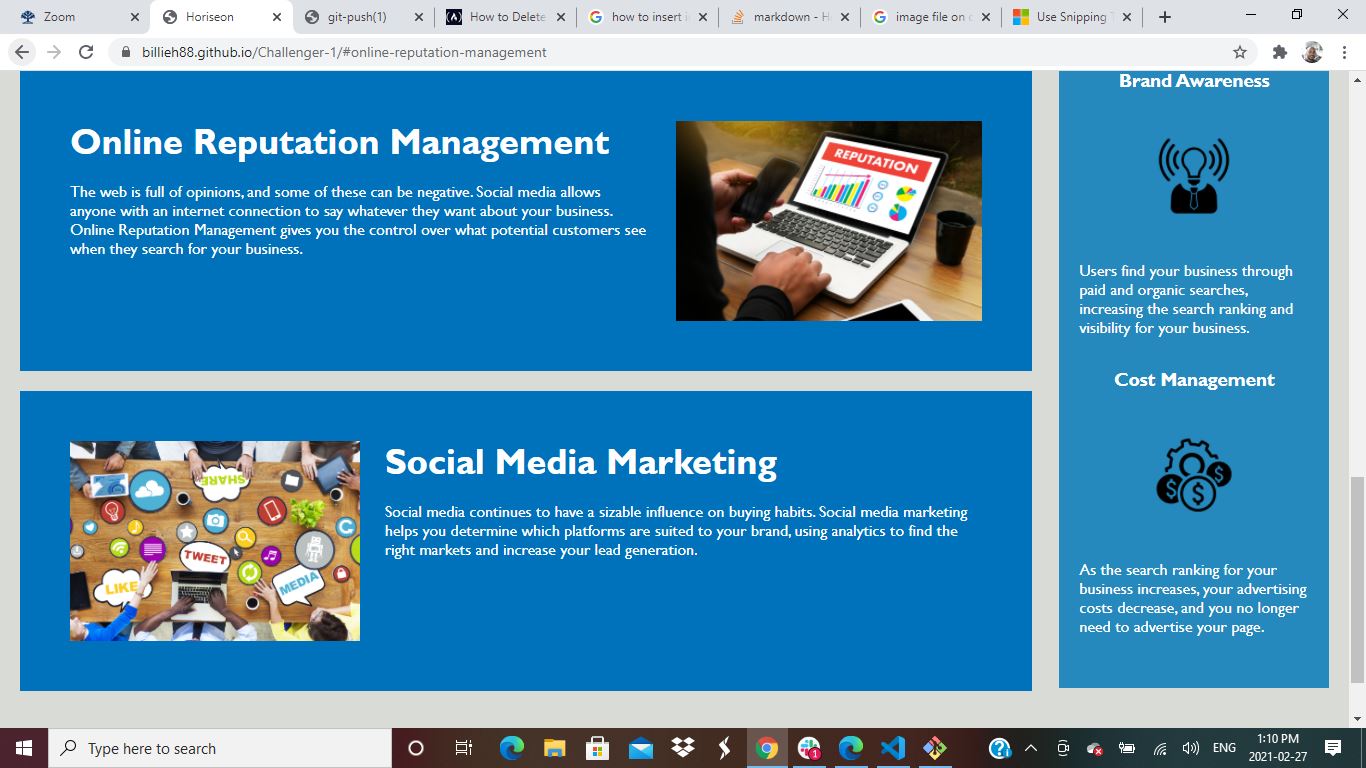 Zoom
Horiseon
git-push(1)
How to Delete
how to insert i
markdown - H
image file on c
Use Snipping T
billieh88.github.io/Challenger-1/#online-reputation-management
Online Reputation Management
The web is full of opinions, and some of these can be negative. Social media allows
anyone with an internet connection to say whatever they want about your business.
Online Reputation Management gives you the control over what potential customers see
when they search for your business.
REPUTATION
Social Media Marketing
Social media continues to have a sizable influence on buying habits. Social media marketing
helps you determine which platforms are suited to your brand, using analytics to find the
right markets and increase your lead generation.
SHARE
TWEET
LIKE
MEDIA
Brand Awareness
Users find your business through
paid and organic searches,
increasing the search ranking and
visibility for your business.
Cost Management
$ $ $
As the search ranking for your
business increases, your advertising
costs decrease, and you no longer
need to advertise your page.
Type here to search
1
ENG
1:10 PM
2021-02-27